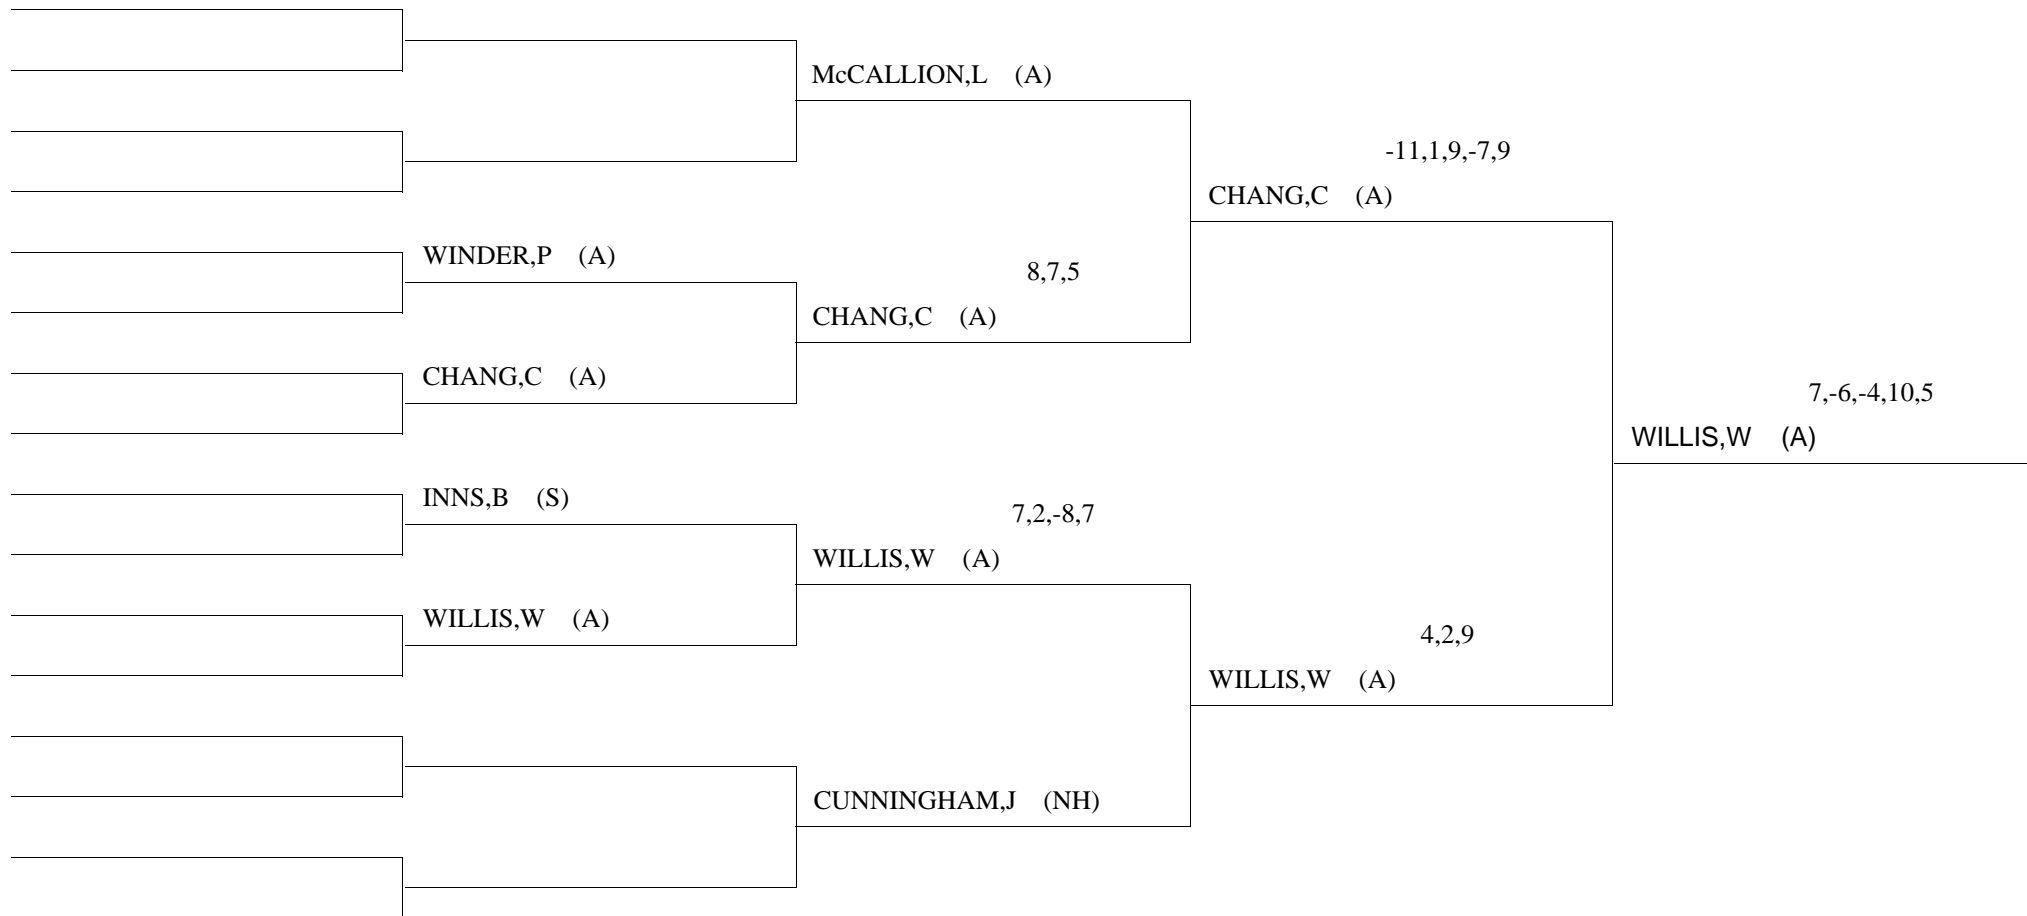 McCALLION,L (A)
-11,1,9,-7,9
CHANG,C (A)
WINDER,P (A)
8,7,5
CHANG,C (A)
CHANG,C (A)
7,-6,-4,10,5
WILLIS,W (A)
INNS,B (S)
7,2,-8,7
WILLIS,W (A)
WILLIS,W (A)
4,2,9
WILLIS,W (A)
CUNNINGHAM,J (NH)